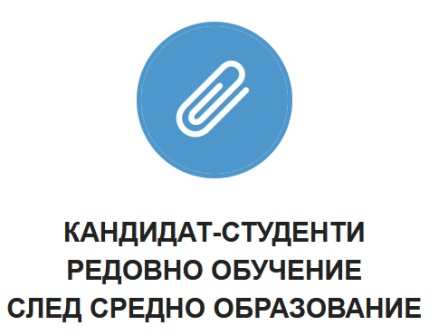 КАНДИДАТ-СТУДЕНТИ
РЕДОВНО ОБУЧЕНИЕ
СЛЕД СРЕДНО ОБРАЗОВАНИЕ